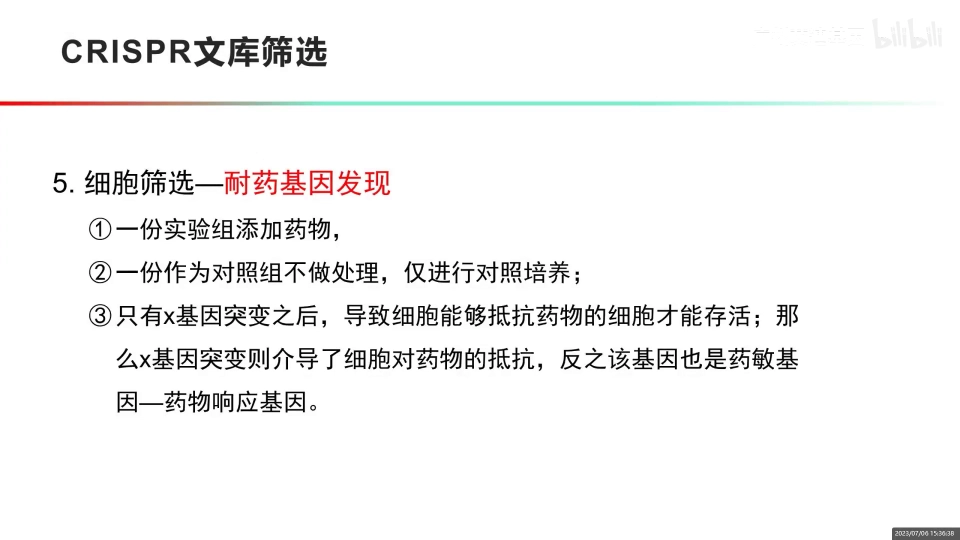 CRISPR文库筛选
bilibili
5. 细胞筛选—耐药基因发现
①一份实验组添加药物，
②一份作为对照组不做处理，仅进行对照培养；
③只有x基因突变之后，导致细胞能够抵抗药物的细胞才能存活；那
么x基因突变则介导了细胞对药物的抵抗，反之该基因也是药敏基
因—药物响应基因。
2023/07/06 15:36:38